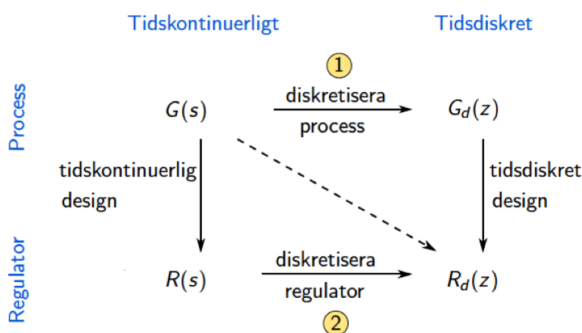 Tidskontinuerligt Tidsdiskret
1
Process
G(s) diskretisera G_d(z)
process
tidskontinuerlig tidsdiskret
design design
Regulator
R(s) diskretisera R_d(z)
regulator
2